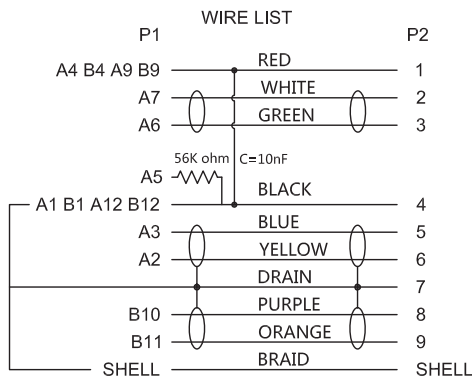 WIRE LIST
P1 P2
A4 B4 A9 B9 RED 1
A7 WHITE 2
A6 GREEN 3
56K ohm C=10nF
A5
A1 B1 A12 B12 BLACK 4
A3 BLUE 5
A2 YELLOW 6
DRAIN 7
B10 PURPLE 8
B11 ORANGE 9
SHELL BRAID SHELL